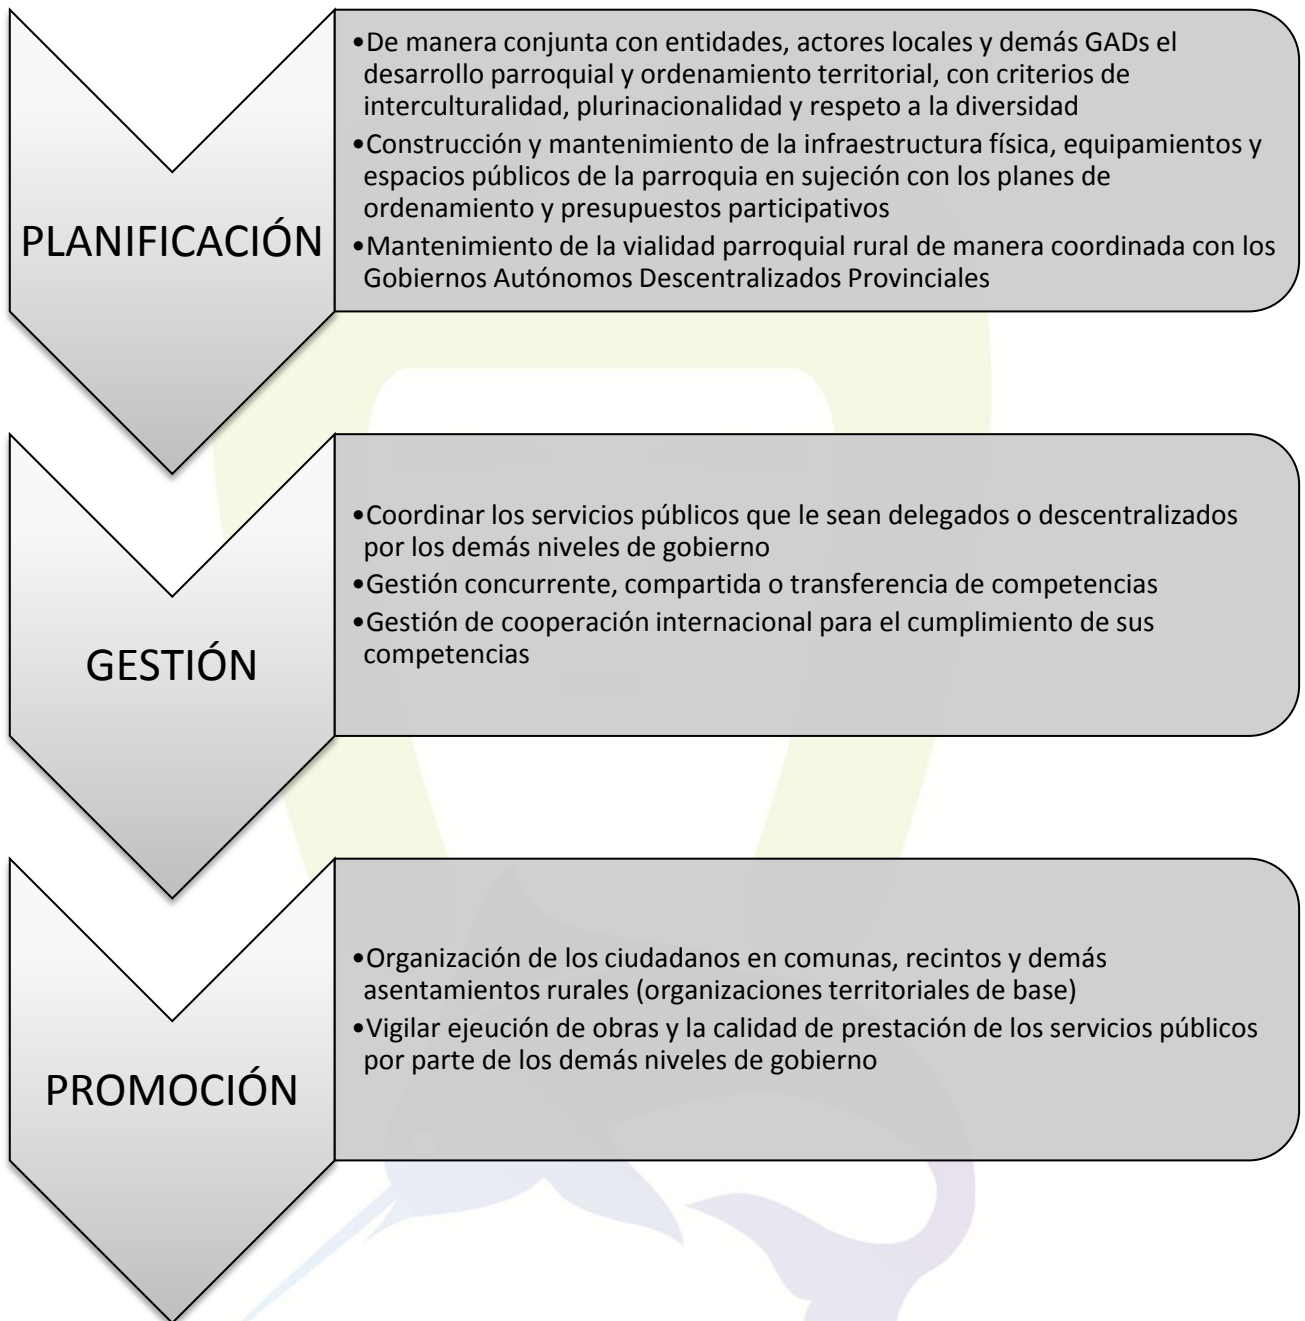 PLANIFICACIÓN
•De manera conjunta con entidades, actores locales y demás GADs el
desarrollo parroquial y ordenamiento territorial, con criterios de
interculturalidad, plurinacionalidad y respeto a la diversidad
•Construcción y mantenimiento de la infraestructura física, equipamientos y
espacios públicos de la parroquia en sujeción con los planes de
ordenamiento y presupuestos participativos
•Mantenimiento de la vialidad parroquial rural de manera coordinada con los
Gobiernos Autónomos Descentralizados Provinciales
GESTIÓN
•Coordinar los servicios públicos que le sean delegados o descentralizados
por los demás niveles de gobierno
•Gestión concurrente, compartida o transferencia de competencias
•Gestión de cooperación internacional para el cumplimiento de sus
competencias
PROMOCIÓN
•Organización de los ciudadanos en comunas, recintos y demás
asentamientos rurales (organizaciones territoriales de base)
•Vigilar ejeución de obras y la calidad de prestación de los servicios públicos
por parte de los demás niveles de gobierno